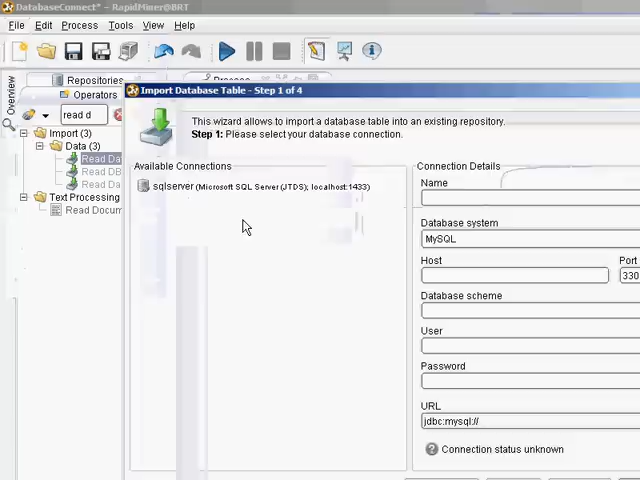 DatabaseConnect* – RapidMiner@BRT
File Edit Process Tools View Help
Repositories
Process
Overview
Operators
read d
Import (3)
Data (3)
Read Da
Read DB
Read Da
Text Processing
Read Docum
Import Database Table - Step 1 of 4
This wizard allows to import a database table into an existing repository.
Step 1: Please select your database connection.
Available Connections
sqlserver (Microsoft SQL Server (JTDS); localhost:1433)
Connection Details
Name
Database system
MySQL
Host Port
330
Database scheme
User
Password
URL
jdbc:mysql://
Connection status unknown